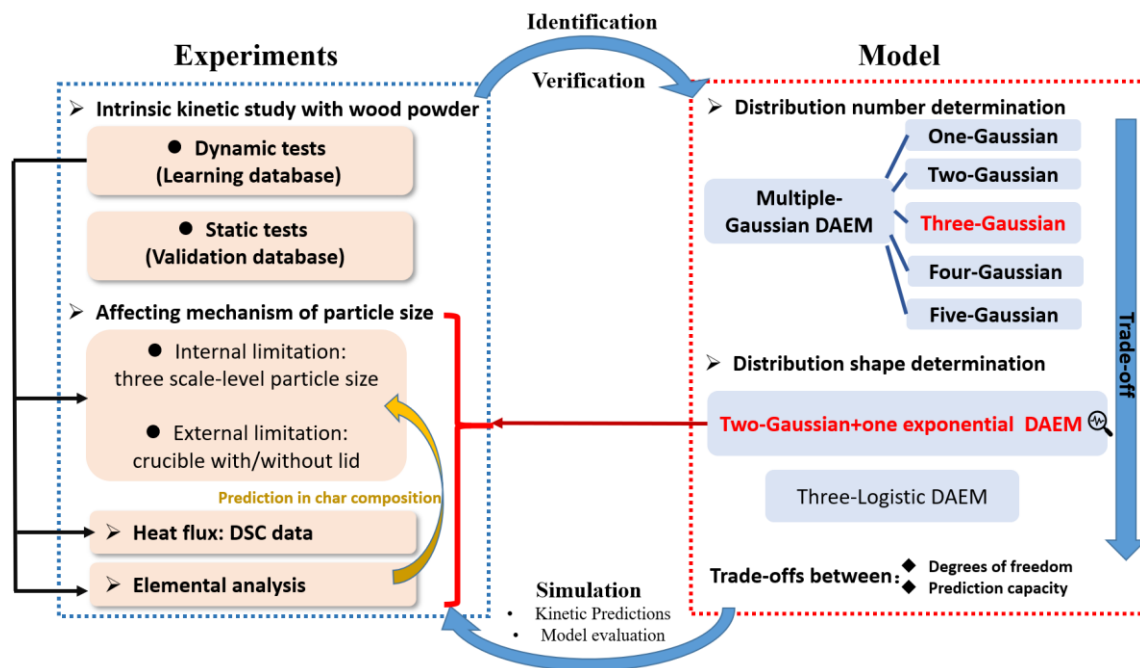 Identification
Verification
Experiments
➢ Intrinsic kinetic study with wood powder
● Dynamic tests
(Learning database)
● Static tests
(Validation database)
➢ Affecting mechanism of particle size
● Internal limitation:
three scale-level particle size
● External limitation:
crucible with/without lid
Prediction in char composition
➢ Heat flux: DSC data
➢ Elemental analysis
Model
➢ Distribution number determination
Multiple-
Gaussian DAEM
One-Gaussian
Two-Gaussian
Three-Gaussian
Four-Gaussian
Five-Gaussian
➢ Distribution shape determination
Two-Gaussian+one exponential DAEM
Three-Logistic DAEM
Trade-offs between:
◆ Degrees of freedom
◆ Prediction capacity
Trade-off
Simulation
• Kinetic Predictions
• Model evaluation